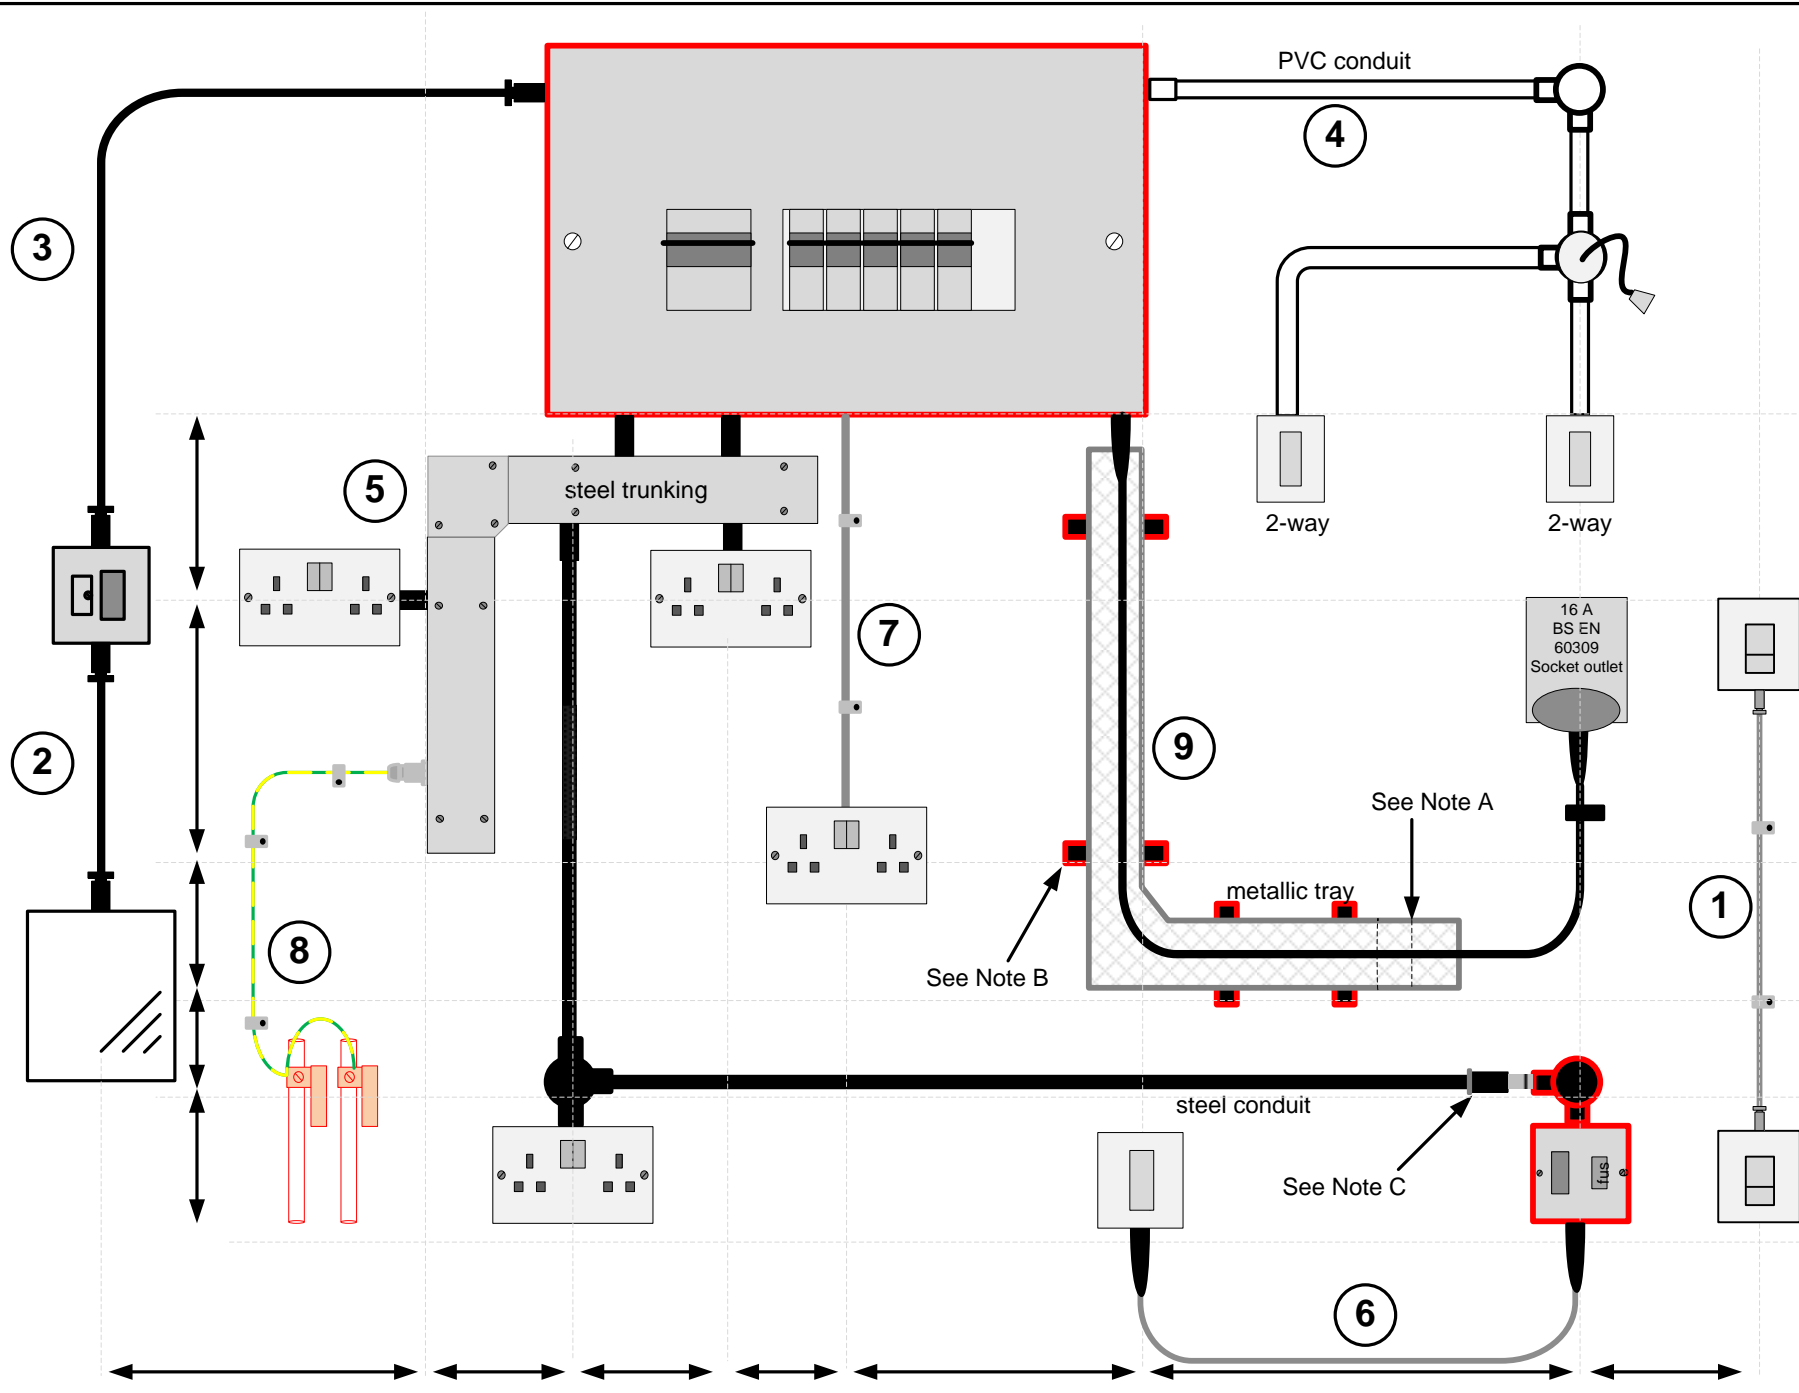 PVC conduit
4
3
5
steel trunking
2-way
2-way
7
16 A
BS EN
60309
Socket outlet
9
2
See Note A
metallic tray
1
8
See Note B
steel conduit
See Note C
fus
e
6